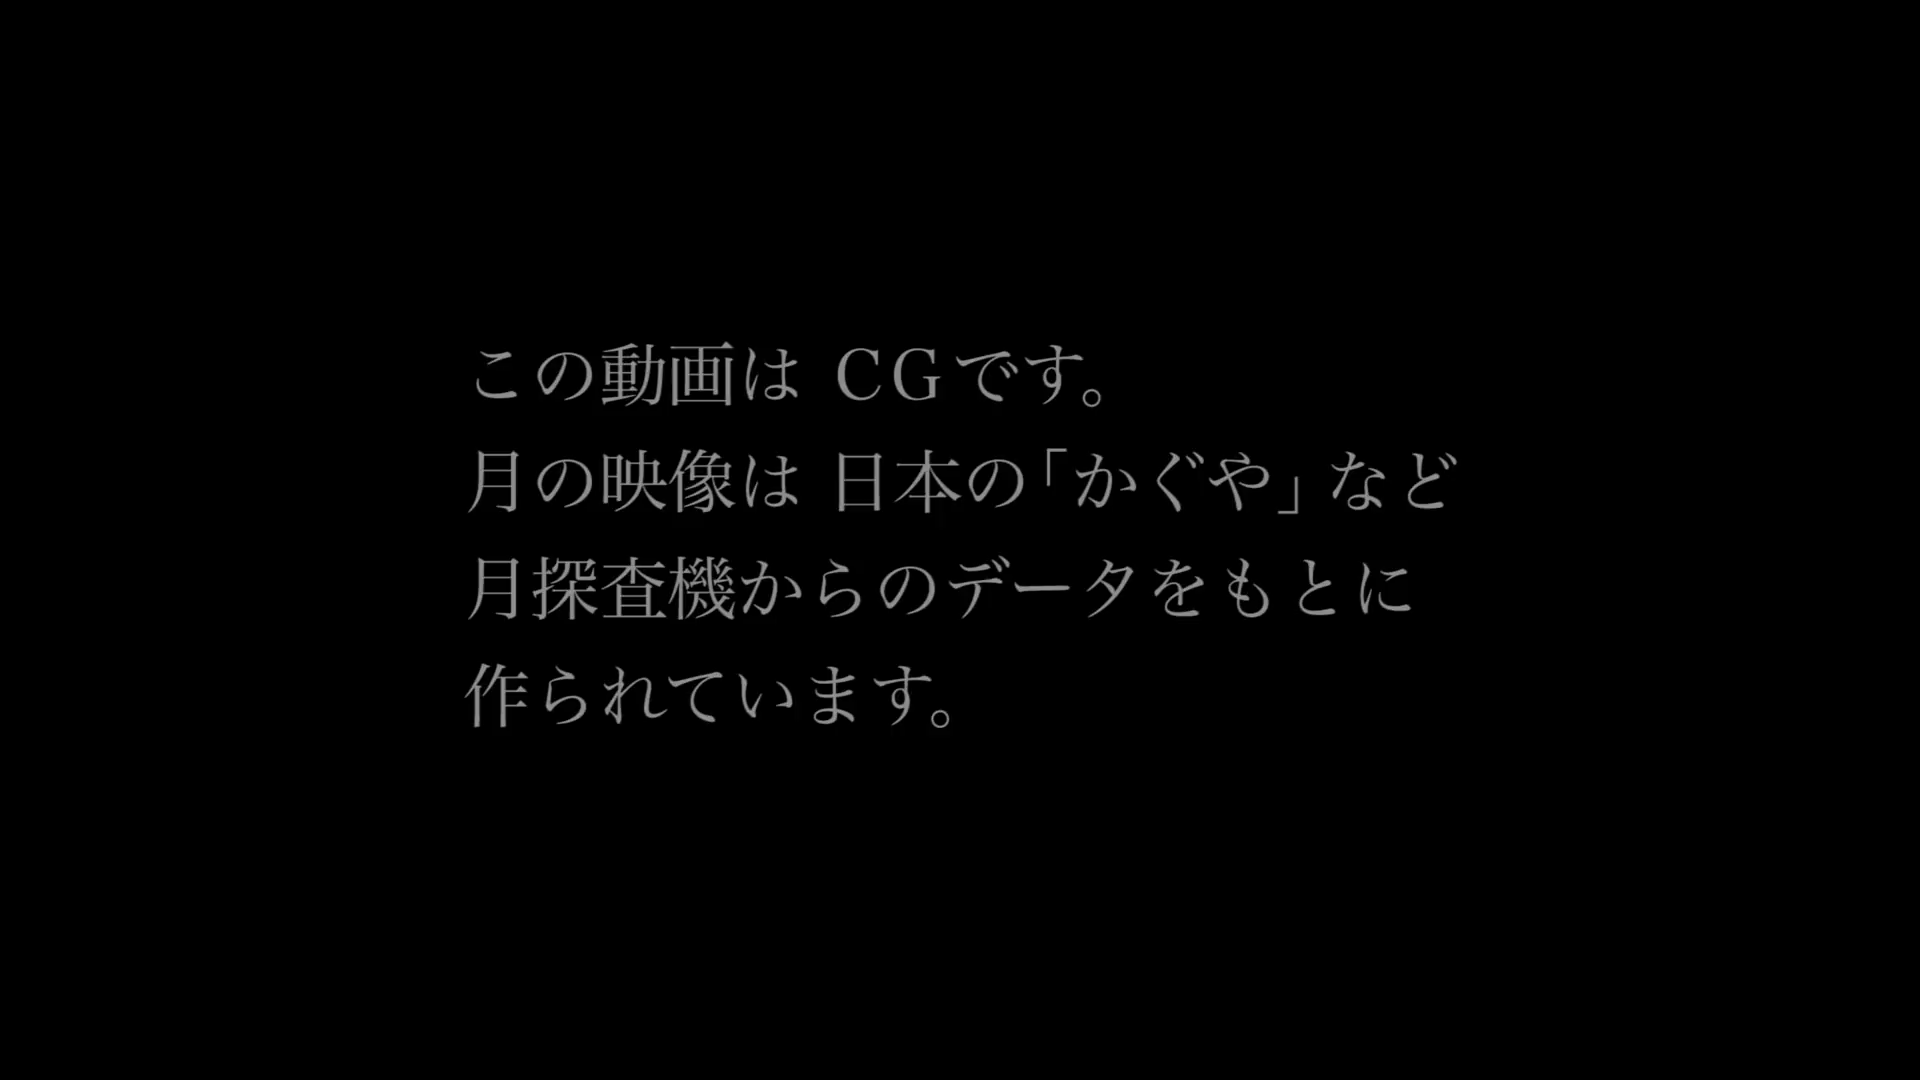 この動画は CGです。
月の映像は 日本の「かぐや」など
月探査機からのデータをもとに
作られています。